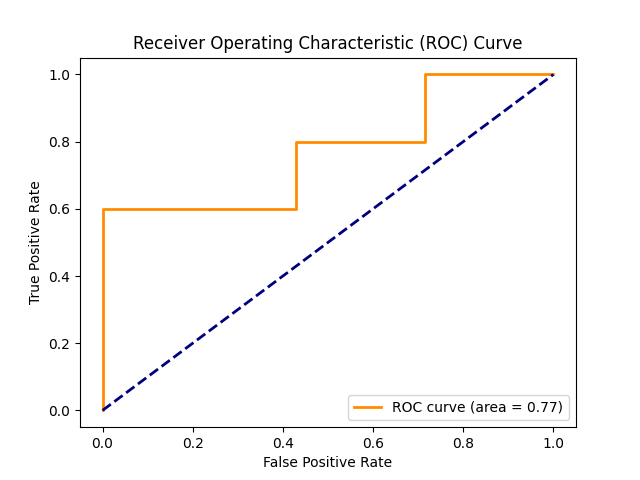 Receiver Operating Characteristic (ROC) Curve
1.0
0.8
0.6
0.4
0.2
0.0
True Positive Rate
ROC curve (area = 0.77)
0.0 0.2 0.4 0.6 0.8 1.0
False Positive Rate